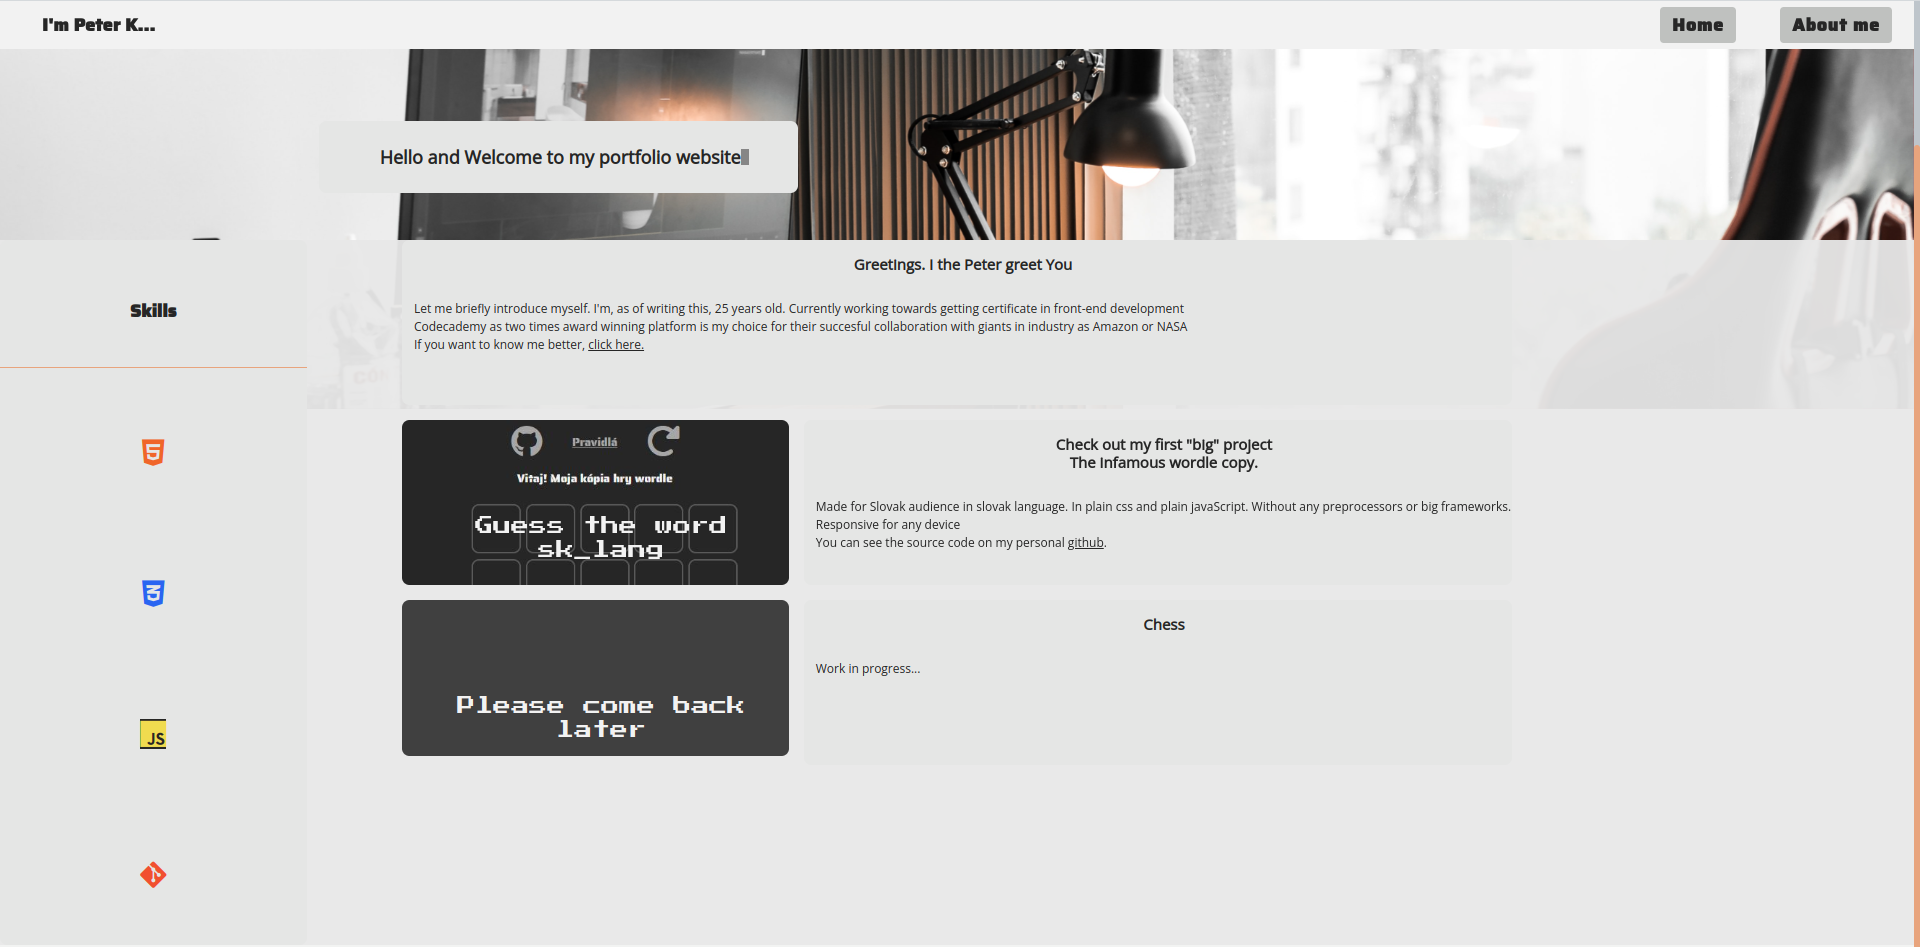 I'm Peter K...
Home
About me
Hello and Welcome to my portfolio website
Greetings. I the Peter greet You
Skills
Let me briefly introduce myself. I'm, as of writing this, 25 years old. Currently working towards getting certificate in front-end development
Codecademy as two times award winning platform is my choice for their succesful collaboration with giants in industry as Amazon or NASA
If you want to know me better, click here.
Pravidlá
Vitaj! Moja kópia hry wordle
Guess the word
sk_lang
Check out my first "big" project
The Infamous wordle copy.
Made for Slovak audience in slovak language. In plain css and plain javaScript. Without any preprocessors or big frameworks.
Responsive for any device
You can see the source code on my personal github.
JS
Please come back
later
Chess
Work in progress...